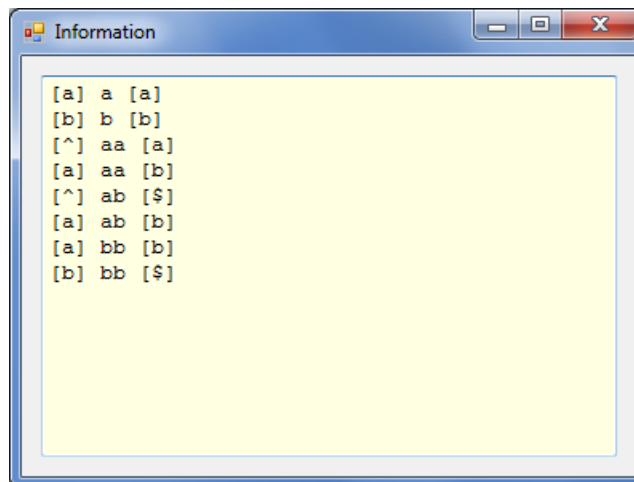 Information
[a] a [a]
[b] b [b]
[^] aa [a]
[a] aa [b]
[^] ab [$]
[a] ab [b]
[a] bb [b]
[b] bb [$]